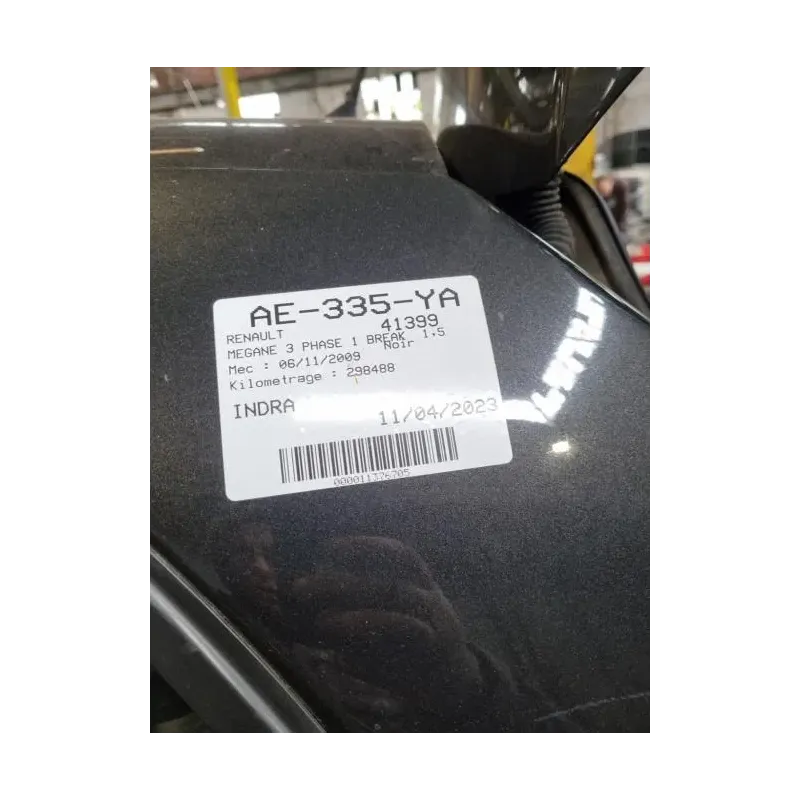 AE-335-YA
RENAULT 41399
MEGANE 3 PHASE 1 BREAK 1,5
Mec : 06/11/2009 Noir
Kilometrage : 298488
INDRA 11/04/2023
000011376705